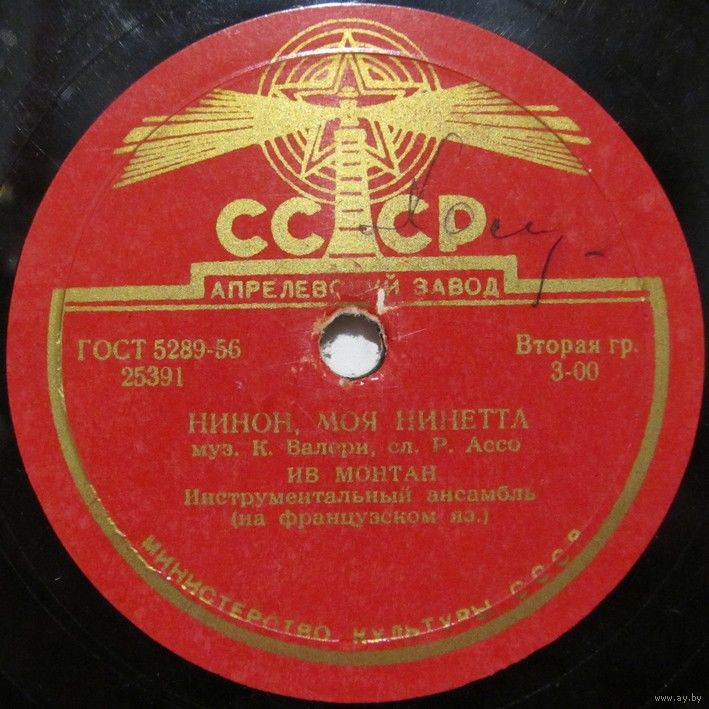 СССР
АПРЕЛЕВСКИЙ ЗАВОД
ГОСТ 5289-56
25391
Вторая гр.
3-00
НИНОН, МОЯ НИНЕТТА
муз. К. Валери, сл. Р. Ассо
ИВ МОНТАН
Инструментальный ансамбль
(на французском яз.)
МИНИСТЕРСТВО КУЛЬТУРЫ СССР
www.ay.by